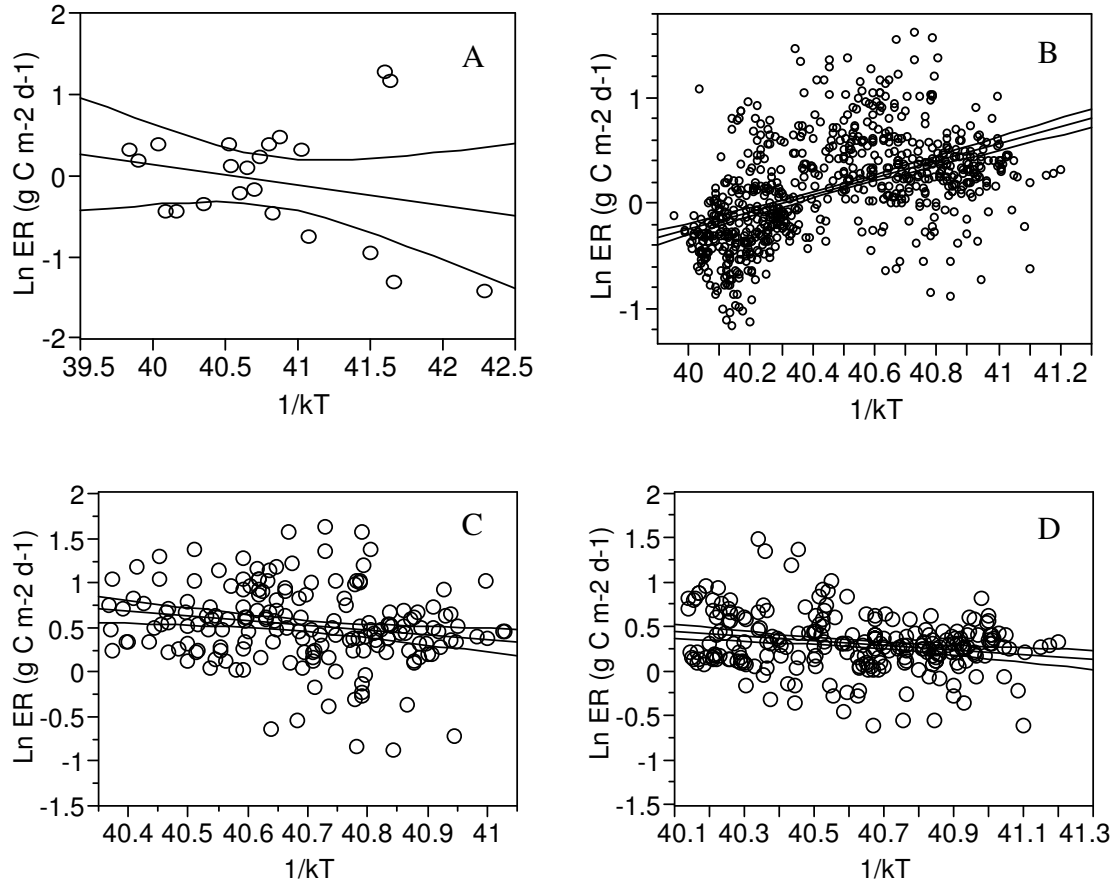 A
Ln ER (g C m-2 d-1)
2
1
0
-1
-2
39.5 40 40.5 41 41.5 42 42.5
1/kT
B
Ln ER (g C m-2 d-1)
1
0
-1
40 40.2 40.4 40.6 40.8 41 41.2
1/kT
C
Ln ER (g C m-2 d-1)
2
1.5
1
0.5
0
-0.5
-1
-1.5
40.4 40.5 40.6 40.7 40.8 40.9 41
1/kT
D
Ln ER (g C m-2 d-1)
2
1.5
1
0.5
0
-0.5
-1
-1.5
40.1 40.3 40.5 40.7 40.9 41.1 41.3
1/kT